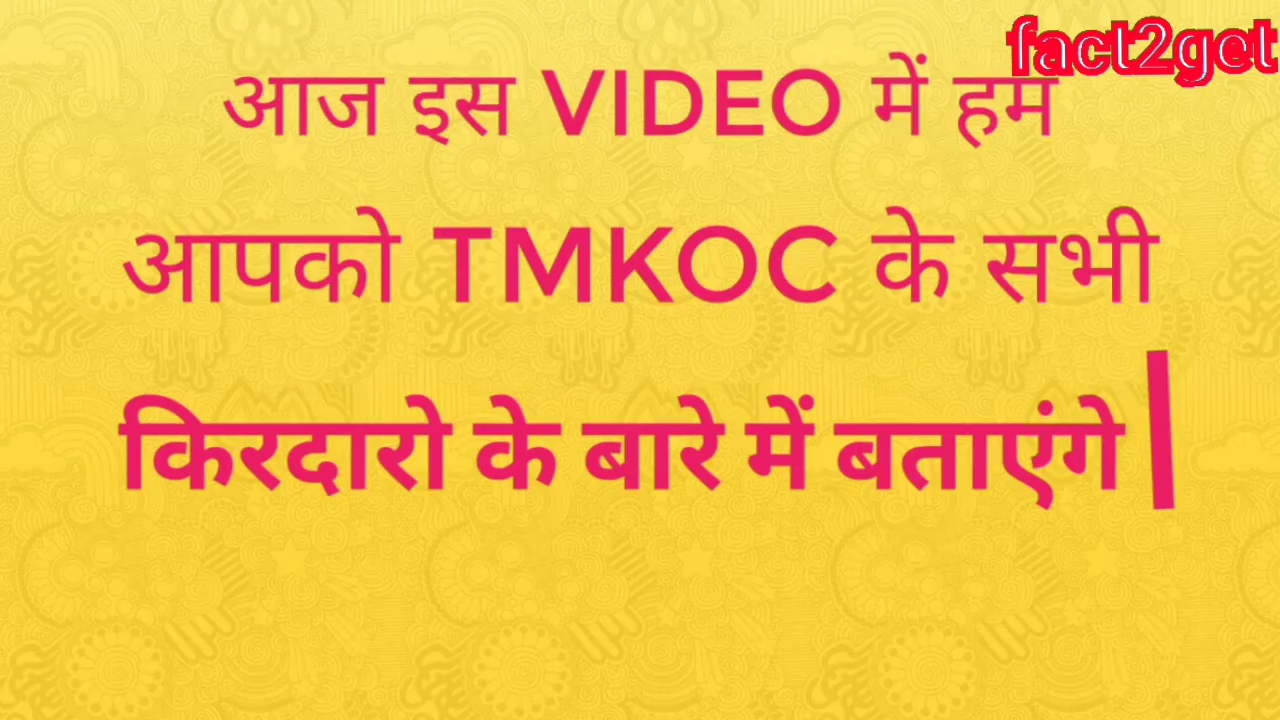 fact2get
आज इस VIDEO में हम
आपको TMKOC के सभी
किरदारो के बारे में बताएंगे |